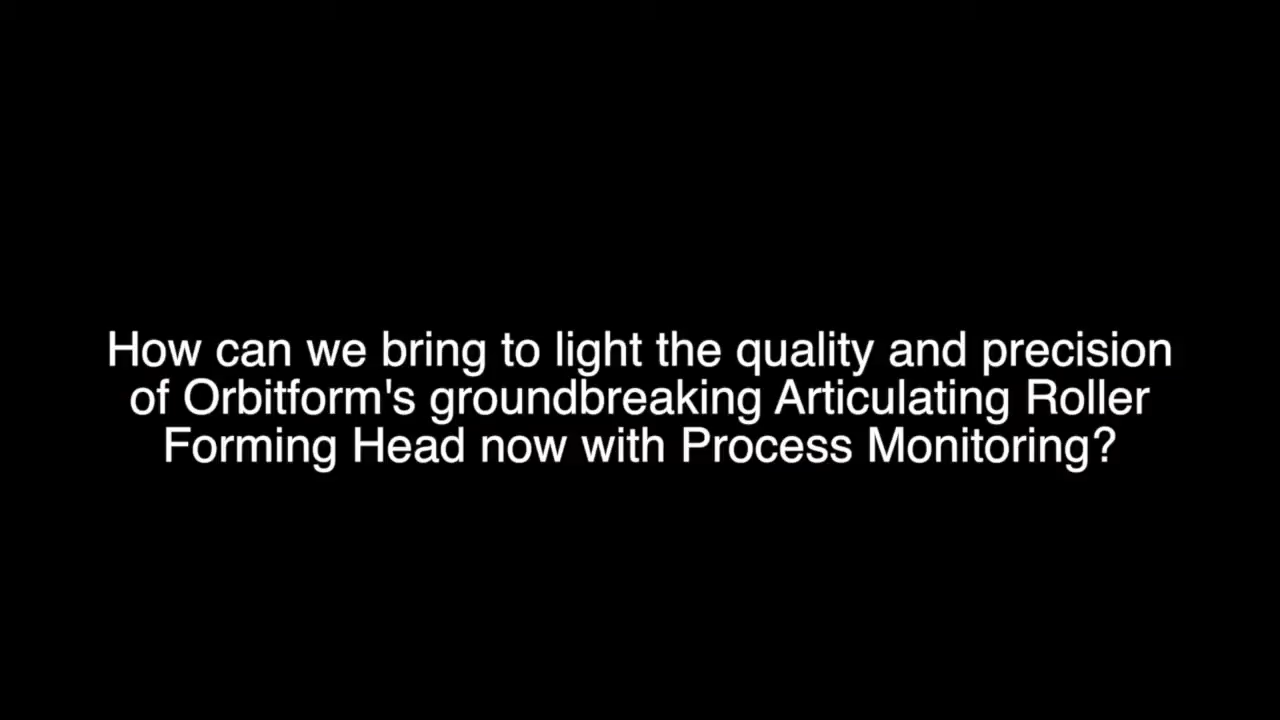 How can we bring to light the quality and precision
of Orbitform's groundbreaking Articulating Roller
Forming Head now with Process Monitoring?